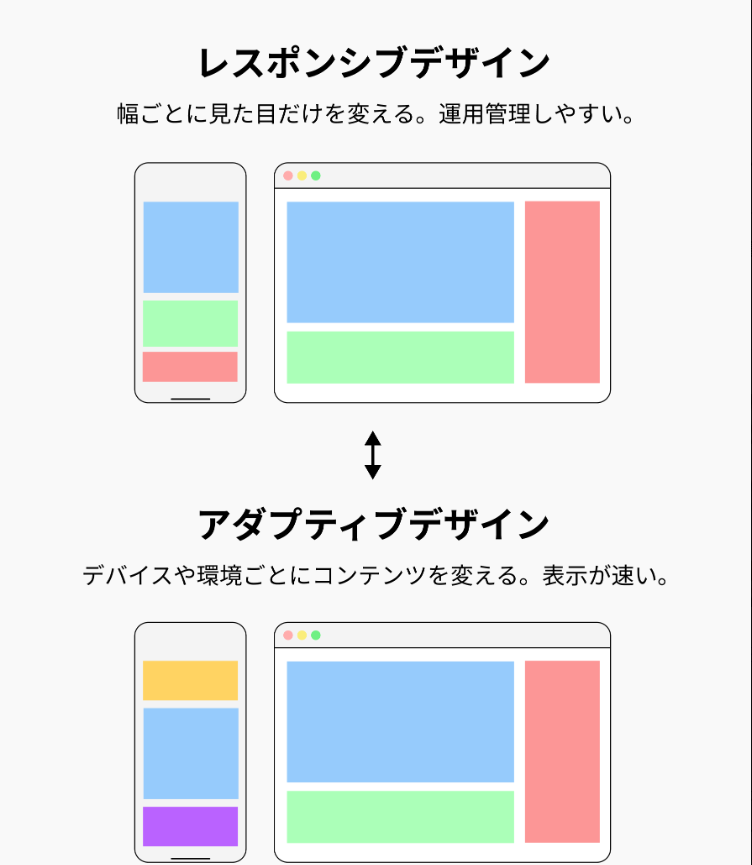 レスポンシブデザイン
幅ごとに見た目だけを変える。運用管理しやすい。
アダプティブデザイン
デバイスや環境ごとにコンテンツを変える。表示が速い。